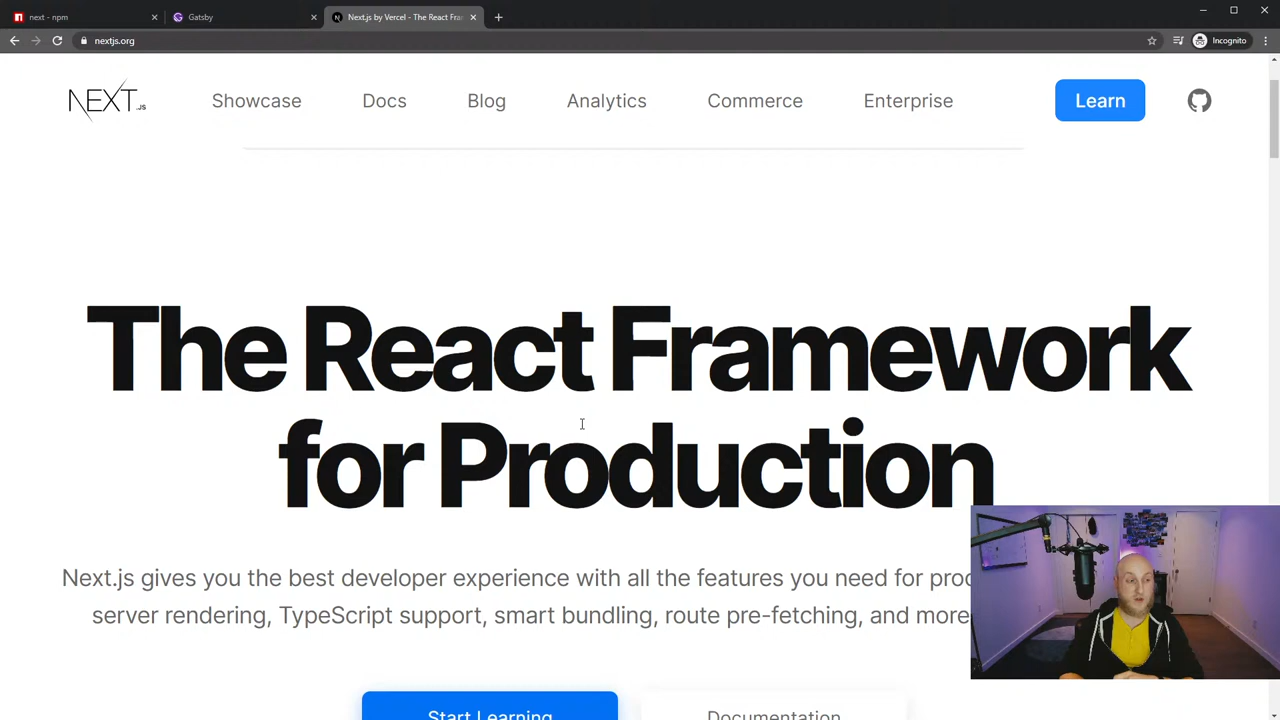 next - npm
Gatsby
Next.js by Vercel - The React Fra
nextjs.org
Incognito
NEXT.JS
Showcase
Docs
Blog
Analytics
Commerce
Enterprise
Learn
The React Framework
for Production
Next.js gives you the best developer experience with all the features you need for
server rendering, TypeScript support, smart bundling, route pre-fetching, and more
Start Learning
Documentation